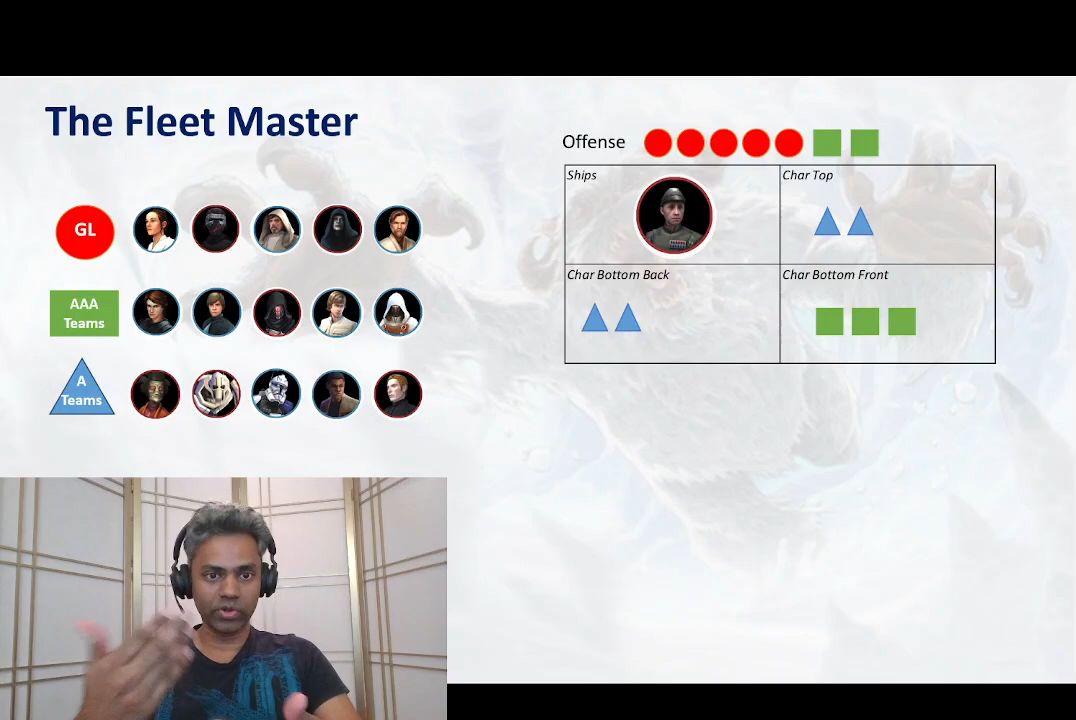 The Fleet Master
GL
AAA
Teams
A
Teams
Offense
Ships
Char Top
Char Bottom Back
Char Bottom Front